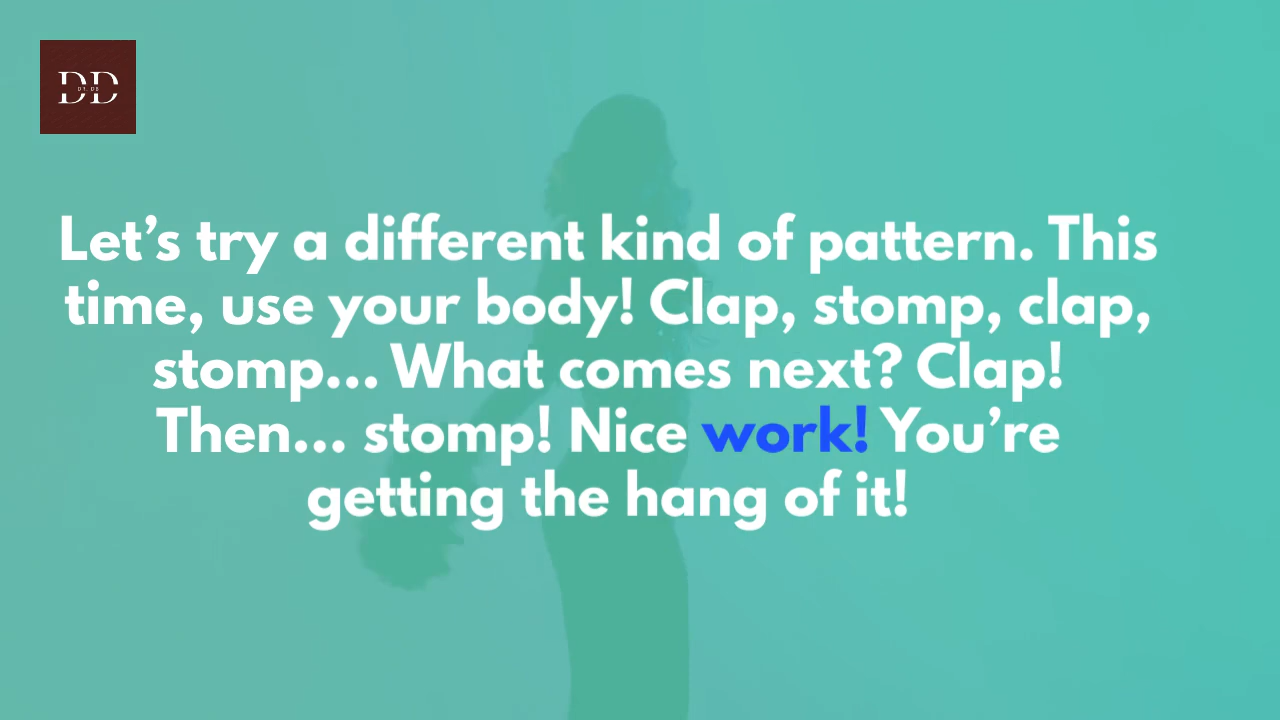 DD
Let’s try a different kind of pattern. This
time, use your body! Clap, stomp, clap,
stomp... What comes next? Clap!
Then... stomp! Nice work! You’re
getting the hang of it!